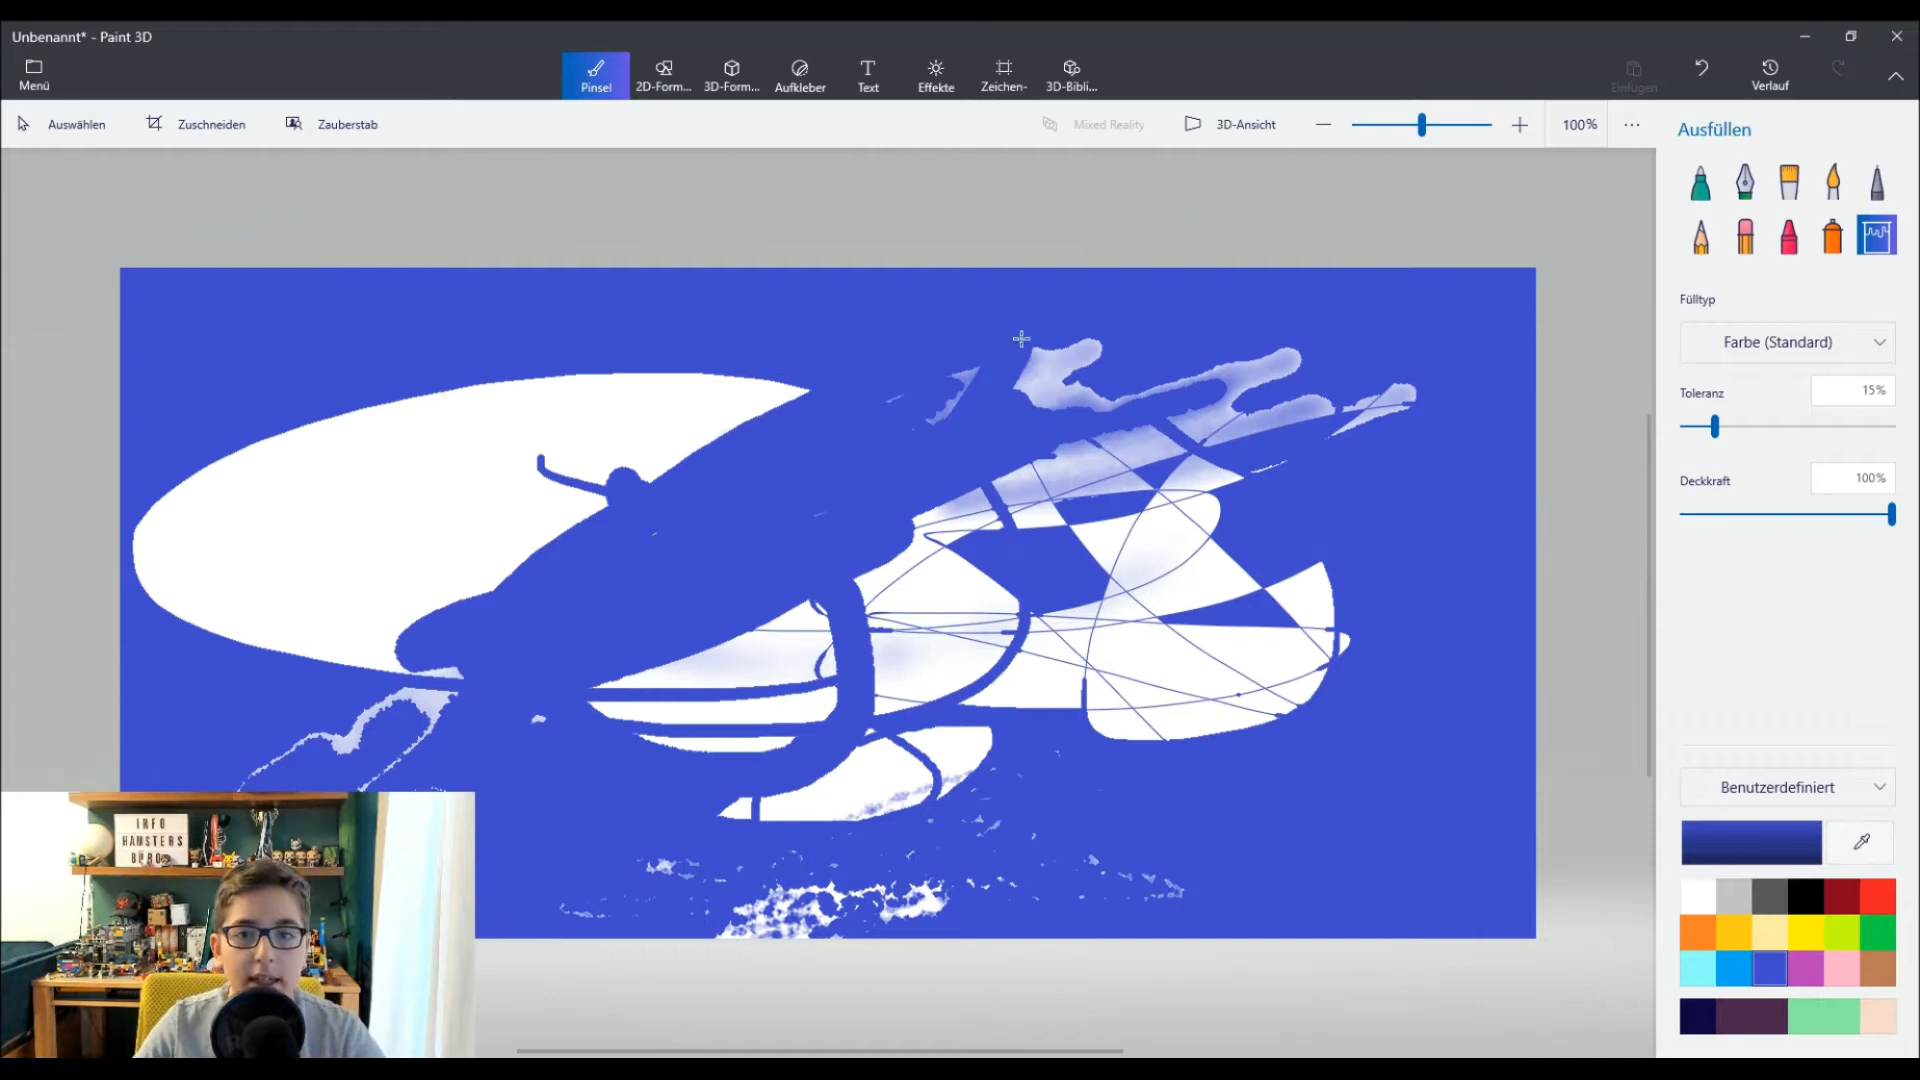 Unbenannt* - Paint 3D
Menü
Pinsel
2D-Form...
3D-Form...
Aufkleber
Text
Effekte
Zeichen-
3D-Bibli...
Einfügen
Verlauf
Auswählen
Zuschneiden
Zauberstab
Mixed Reality
3D-Ansicht
100%
Ausfüllen
Fülltyp
Farbe (Standard)
Toleranz
15%
Deckkraft
100%
Benutzerdefiniert
INFO
HAMSTERS
BÜRO